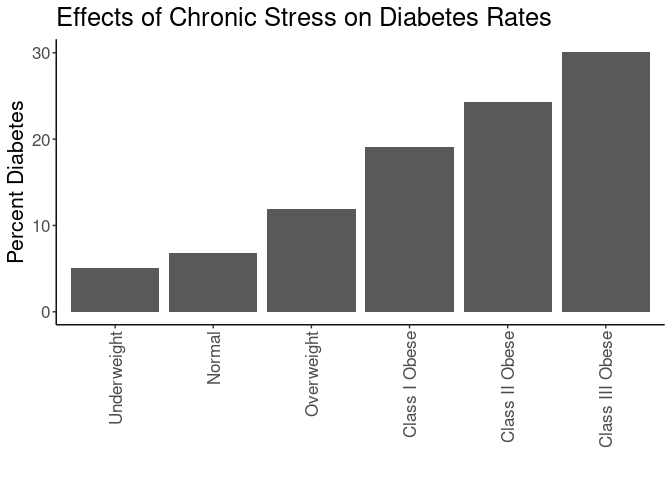 Effects of Chronic Stress on Diabetes Rates
Percent Diabetes
30
20
10
0
Underweight
Normal
Overweight
Class I Obese
Class II Obese
Class III Obese